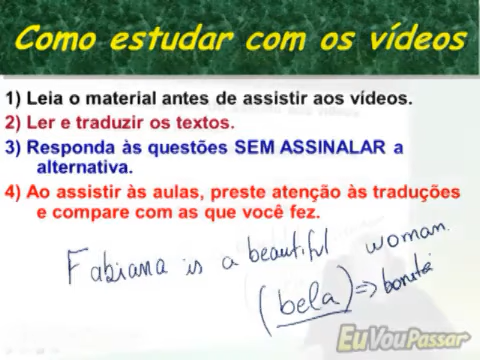 Como estudar com os vídeos
1) Leia o material antes de assistir aos vídeos.
2) Ler e traduzir os textos.
3) Responda às questões SEM ASSINALAR a
alternativa.
4) Ao assistir às aulas, preste atenção às traduções
e compare com as que você fez.
Fabiana is a beautiful woman.
(bela) => bonita
EuVouPassar